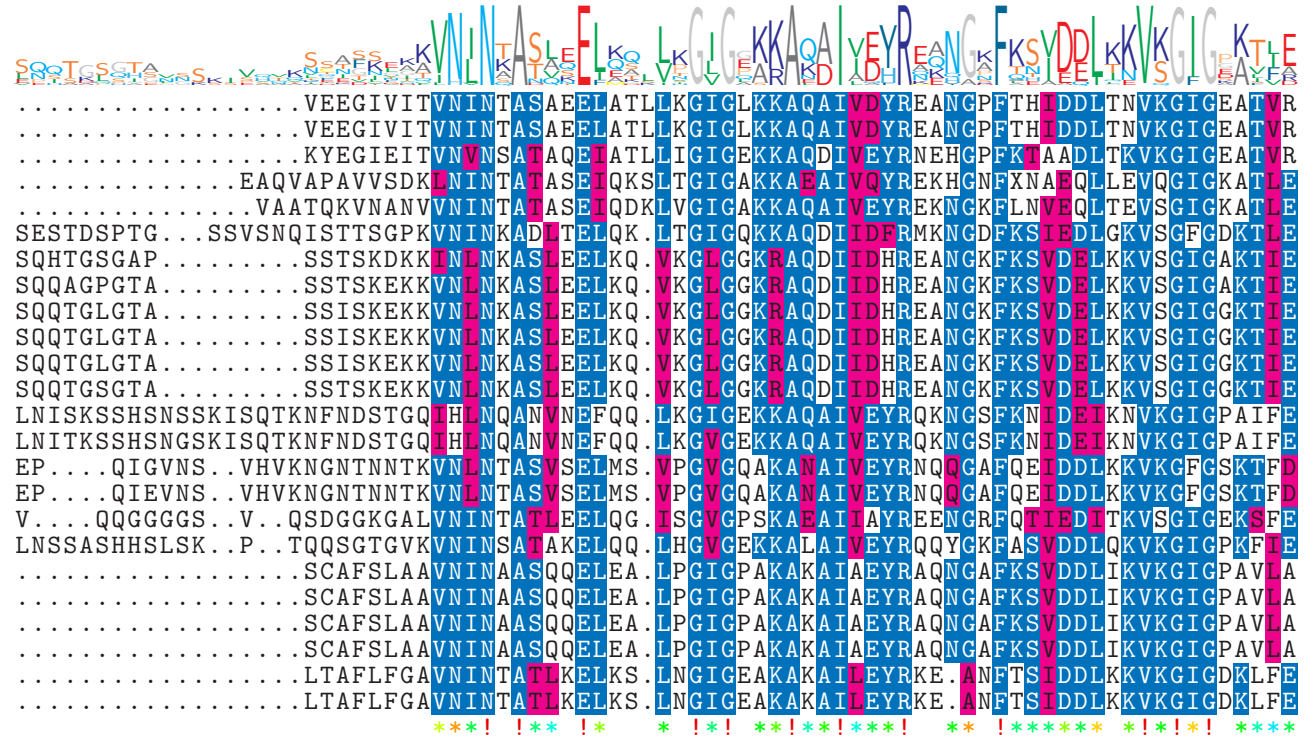 ..................VEEGIVITVNINTASAEELATLLKGIGLKKAQAIVDYREANGPFTHIDDLTNVKGIGEATVR
..................VEEGIVITVNINTASAEELATLLKGIGLKKAQAIVDYREANGPFTHIDDLTNVKGIGEATVR
..................KYEGIEITVNVNSATAQEIATLLIGIGEKKAQDIVEYRNEHGPFKTAADLTKVKGIGEATVR
..............EAQVAPAVVSDKLNINTATASEIQKSLTGIGAKKAEAIVQYREKHGNFXNAEQLLEVQGIGKATLE
...............VAATQKVNANVVNINTATASEIQDKLVGIGAKKAQAIVEYREKNGKFLNVEQLTEVSGIGKATLE
SESTDSPTG...SSVSNQISTTSGPKVNINKADLTELQK.LTGIGQKKAQDIIDFRMKNGDFKSIEDLGKVSGFGDKTLE
SQHTGSGAP.........SSTSKDKKINLNKASLEELKQ.VKGLGGKRAQDIIDHREANGKFKSVDELKKVSGIGAKTIE
SQQAGPGTA.........SSTSKEKKVNLNKASLEELKQ.VKGLGGKRAQDIIDHREANGKFKSVDELKKVSGIGAKTIE
SQQTGLGTA.........SSISKEKKVNLNKASLEELKQ.VKGLGGKRAQDIIDHREANGKFKSVDELKKVSGIGGKTIE
SQQTGLGTA.........SSISKEKKVNLNKASLEELKQ.VKGLGGKRAQDIIDHREANGKFKSVDELKKVSGIGGKTIE
SQQTGLGTA.........SSISKEKKVNLNKASLEELKQ.VKGLGGKRAQDIIDHREANGKFKSVDELKKVSGIGGKTIE
SQQTGSGTA.........SSTSKEKKVNLNKASLEELKQ.VKGLGGKRAQDIIDHREANGKFKSVDELKKVSGIGGKTIE
LNISKSSHSNSSKISQTKNFNDSTGQIHLNQANVNEFQQ.LKGIGEKKAQAIVEYRQKNGSFKNIDEIKNVKGIGPAIFE
LNITKSSHSNGSKISQTKNFNDSTGQIHLNQANVNEFQQ.LKGVGEKKAQAIVEYRQKNGSFKNIDEIKNVKGIGPAIFE
EP....QIGVNS..VHVKNGNTNNTKVNLNTASVSELMS.VPGVGQAKANAIVEYRNQQGAFQEIDDLKKVKGFGSKTFD
EP....QIEVNS..VHVKNGNTNNTKVNLNTASVSELMS.VPGVGQAKANAIVEYRNQQGAFQEIDDLKKVKGFGSKTFD
V....QQGGGGS..V..QSDGGKGALVNINTATLEELQG.ISGVGPSKAEAIIAYREENGRFQTIEDITKVSGIGEKSFE
LNSSASHHSLSK..P..TQQSGTGVKVNINSATAKELQQ.LHGVGEKKALAIVEYRQQYGKFASVDDLQKVKGIGPKFIE
..................SCAFSLAAVNINAASQQELEA.LPGIGPAKAKAIAEYRAQNGAFKSVDDLIKVKGIGPAVLA
..................SCAFSLAAVNINAASQQELEA.LPGIGPAKAKAIAEYRAQNGAFKSVDDLIKVKGIGPAVLA
..................SCAFSLAAVNINAASQQELEA.LPGIGPAKAKAIAEYRAQNGAFKSVDDLIKVKGIGPAVLA
..................SCAFSLAAVNINAASQQELEA.LPGIGPAKAKAIAEYRAQNGAFKSVDDLIKVKGIGPAVLA
..................LTAFLFGAVNINTATLKELKS.LNGIGEAKAKAILEYRKE.ANFTSIDDLKKVKGIGDKLFE
..................LTAFLFGAVNINTATLKELKS.LNGIGEAKAKAILEYRKE.ANFTSIDDLKKVKGIGDKLFE
***! !** !*   * !*! **!**!***!  ** !****** *!*!*! ****